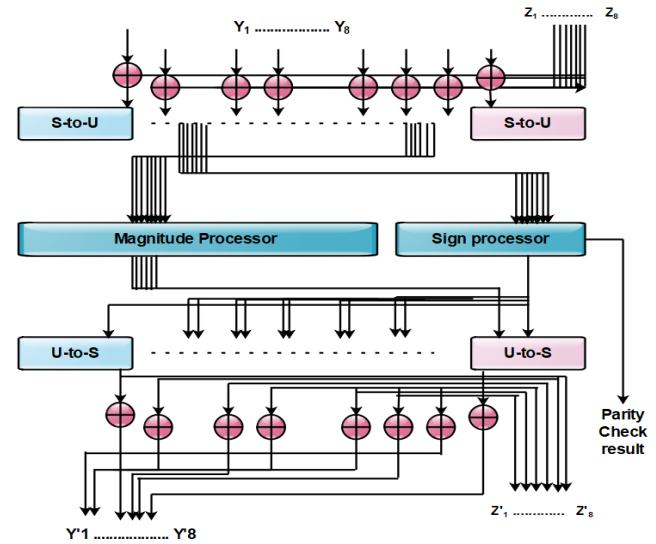 Y1 .................... Y8
Z1 .............. Z8
S-to-U
S-to-U
Magnitude Processor
Sign processor
U-to-S
U-to-S
Parity
Check
result
Y'1 ................... Y'8
Z'1 .............. Z'8